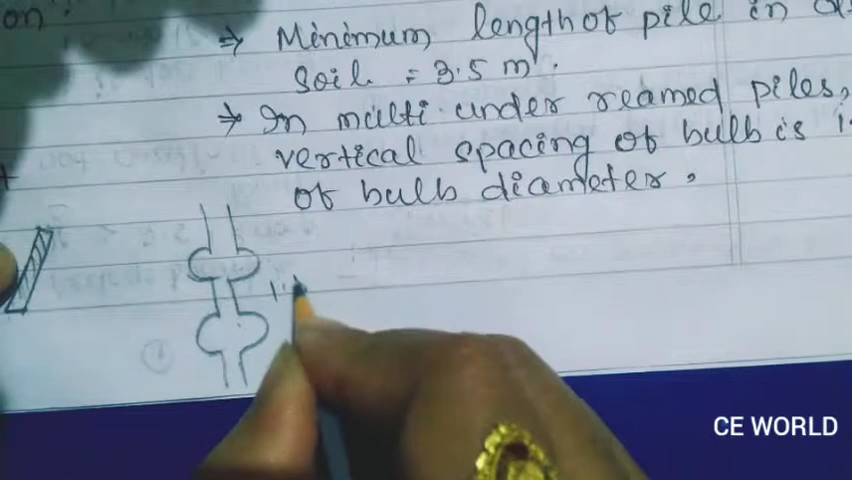 on :
⇒ Minimum length of pile in
Soil = 3.5 m.
⇒ In multi under reamed piles,
vertical spacing of bulb is
of bulb diameter,
CE WORLD